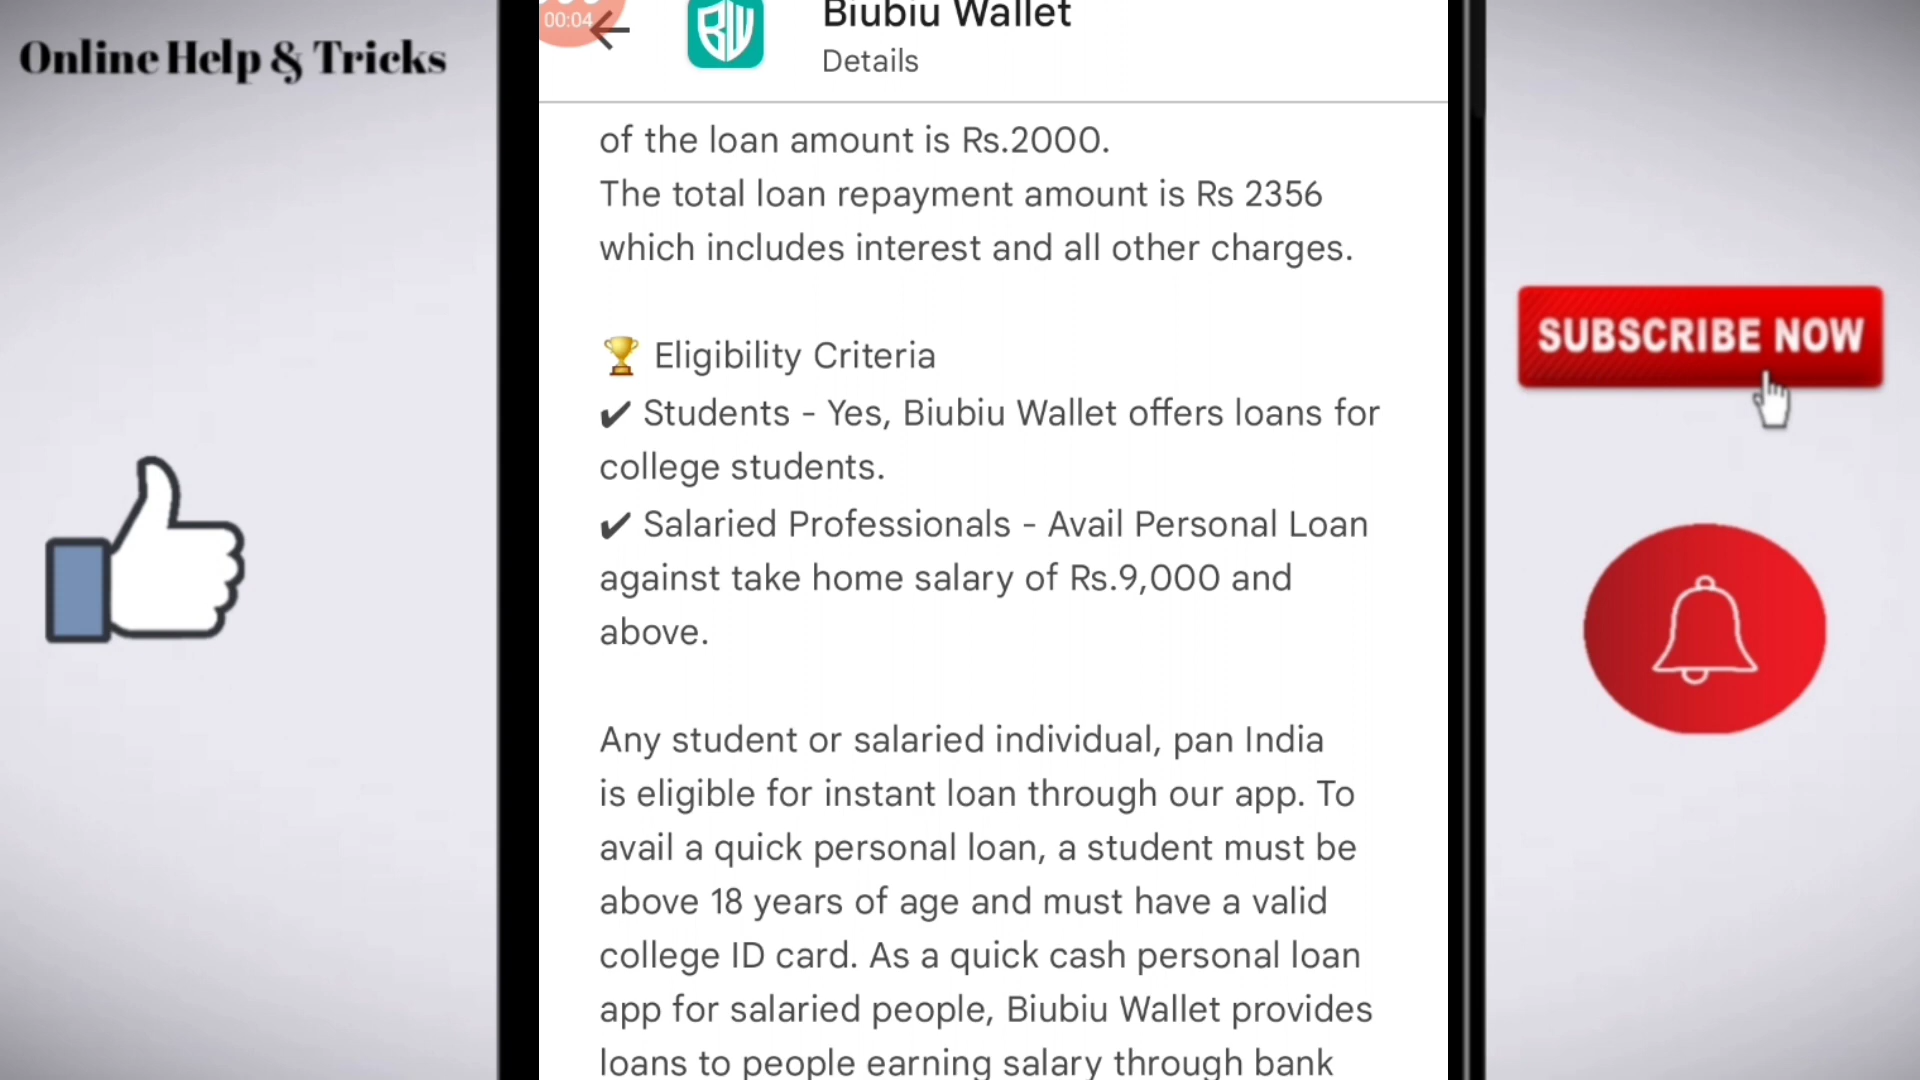 Online Help & Tricks
00:04
BW
Biubiu Wallet
Details
of the loan amount is Rs.2000.
The total loan repayment amount is Rs 2356
which includes interest and all other charges.
🏆 Eligibility Criteria
✔ Students - Yes, Biubiu Wallet offers loans for
college students.
✔ Salaried Professionals - Avail Personal Loan
against take home salary of Rs.9,000 and
above.
Any student or salaried individual, pan India
is eligible for instant loan through our app. To
avail a quick personal loan, a student must be
above 18 years of age and must have a valid
college ID card. As a quick cash personal loan
app for salaried people, Biubiu Wallet provides
loans to people earning salary through bank
SUBSCRIBE NOW